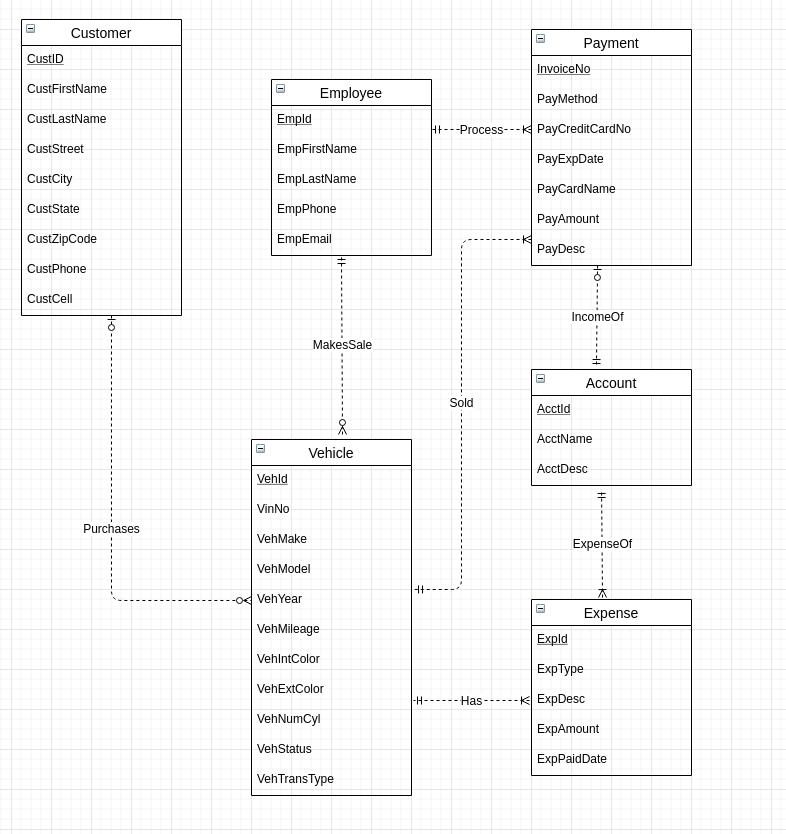 Customer
CustID
CustFirstName
CustLastName
CustStreet
CustCity
CustState
CustZipCode
CustPhone
CustCell
Employee
EmpId
EmpFirstName
EmpLastName
EmpPhone
EmpEmail
Payment
InvoiceNo
PayMethod
PayCreditCardNo
PayExpDate
PayCardName
PayAmount
PayDesc
Process
IncomeOf
MakesSale
Sold
Account
AcctId
AcctName
AcctDesc
Purchases
ExpenseOf
Vehicle
VehId
VinNo
VehMake
VehModel
VehYear
VehMileage
VehIntColor
VehExtColor
VehNumCyl
VehStatus
VehTransType
Has
Expense
ExpId
ExpType
ExpDesc
ExpAmount
ExpPaidDate